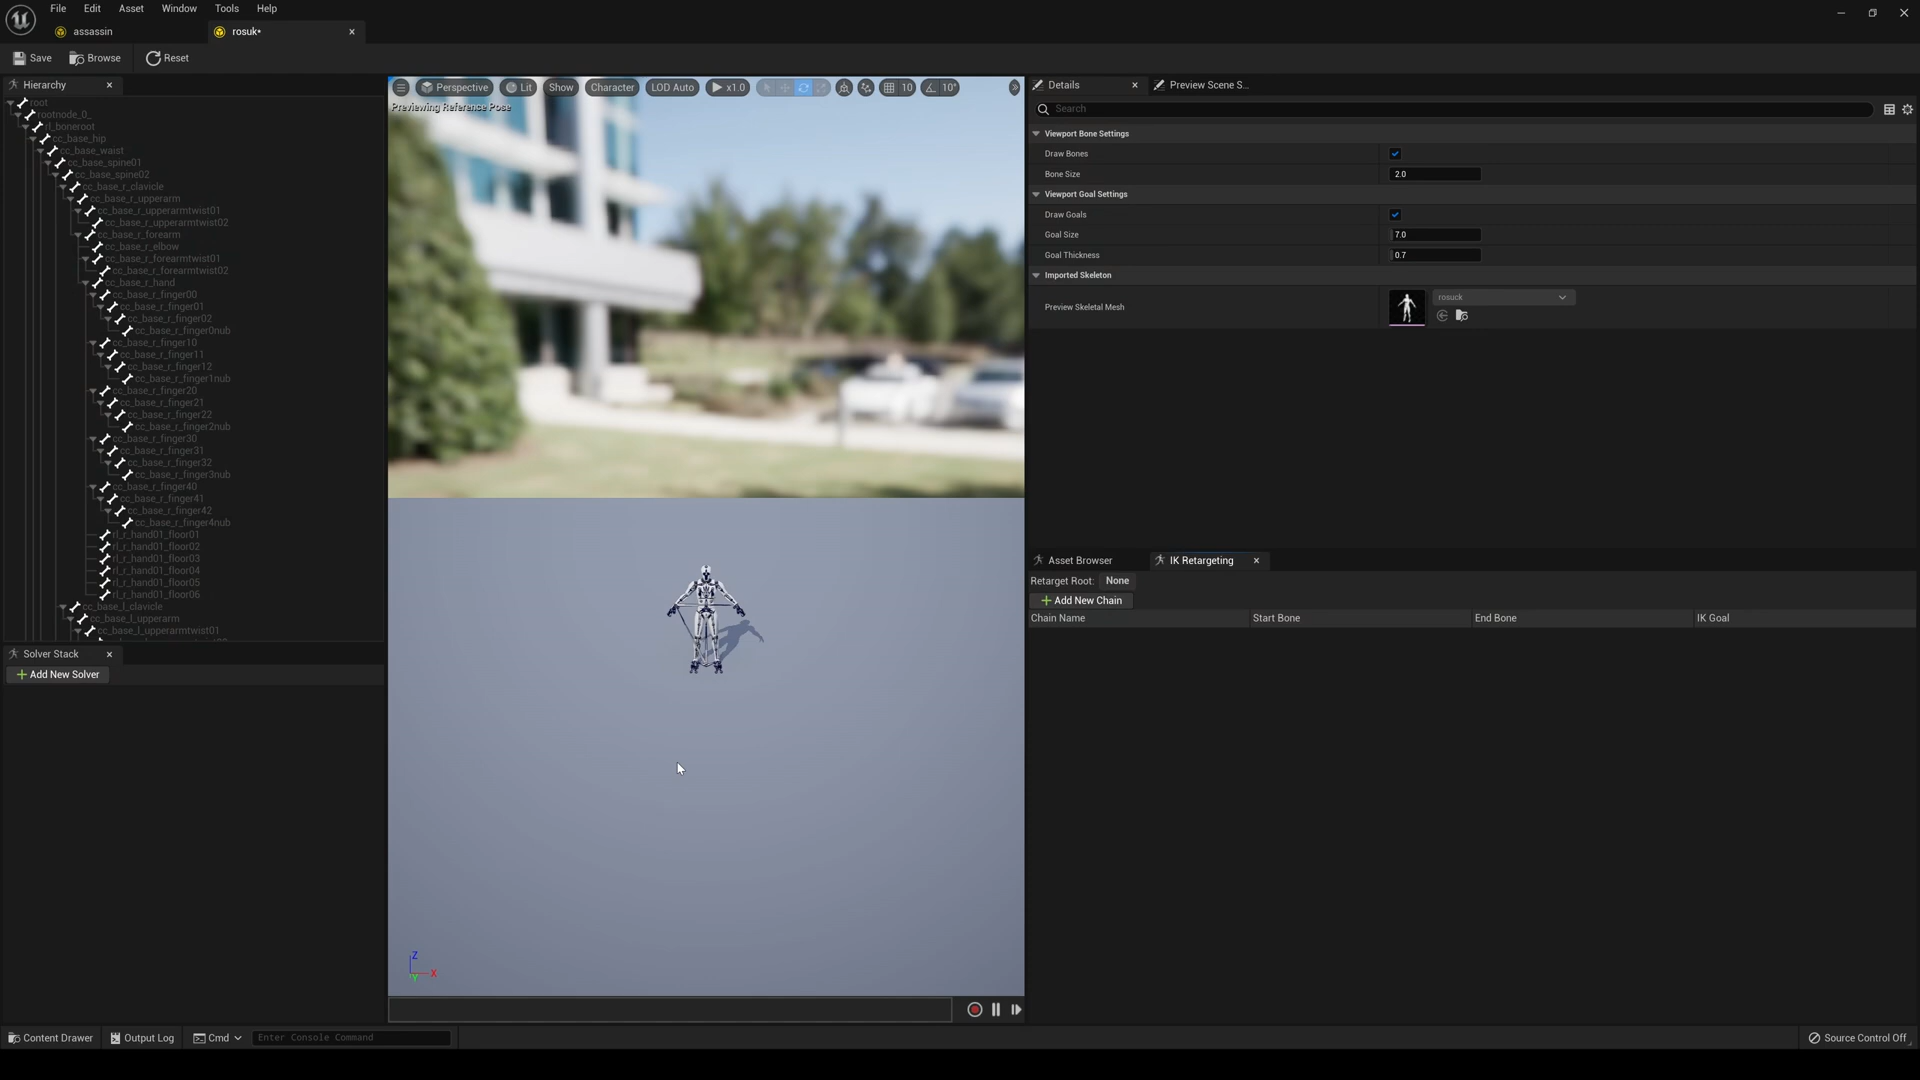 File Edit Asset Window Tools Help
assassin
rosuk*
Save Browse Reset
Hierarchy
root
rootnode_0_
rl_boneroot
cc_base_hip
cc_base_waist
cc_base_spine01
cc_base_spine02
cc_base_r_clavicle
cc_base_r_upperarm
cc_base_r_upperarmtwist01
cc_base_r_upperarmtwist02
cc_base_r_forearm
cc_base_r_elbow
cc_base_r_forearmtwist01
cc_base_r_forearmtwist02
cc_base_r_hand
cc_base_r_finger00
cc_base_r_finger01
cc_base_r_finger02
cc_base_r_finger0nub
cc_base_r_finger10
cc_base_r_finger11
cc_base_r_finger12
cc_base_r_finger1nub
cc_base_r_finger20
cc_base_r_finger21
cc_base_r_finger22
cc_base_r_finger2nub
cc_base_r_finger30
cc_base_r_finger31
cc_base_r_finger32
cc_base_r_finger3nub
cc_base_r_finger40
cc_base_r_finger41
cc_base_r_finger42
cc_base_r_finger4nub
rl_r_hand01_floor01
rl_r_hand01_floor02
rl_r_hand01_floor03
rl_r_hand01_floor04
rl_r_hand01_floor05
rl_r_hand01_floor06
cc_base_l_clavicle
cc_base_l_upperarm
cc_base_l_upperarmtwist01
Solver Stack
Add New Solver
Perspective Lit Show Character LOD Auto x1.0 10 10°
Previewing Reference Pose
Z
X
Y
Details
Preview Scene S...
Search
Viewport Bone Settings
Draw Bones
Bone Size 2.0
Viewport Goal Settings
Draw Goals
Goal Size 7.0
Goal Thickness 0.7
Imported Skeleton
Preview Skeletal Mesh rosuck
Asset Browser IK Retargeting
Retarget Root: None
Add New Chain
Chain Name Start Bone End Bone IK Goal
Content Drawer Output Log Cmd Enter Console Command Source Control Off